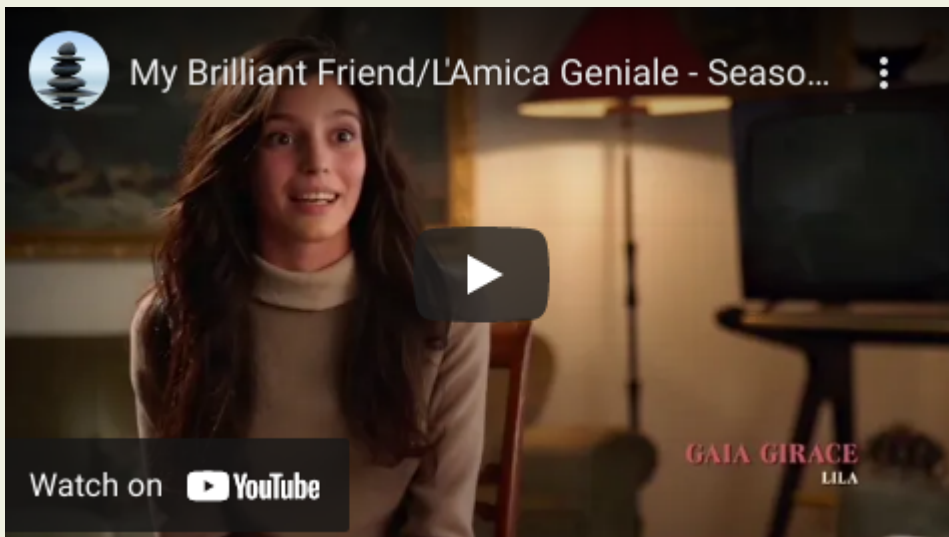 My Brilliant Friend/L'Amica Geniale - Seaso...
GAIA GIRACE
LILA
Watch on YouTube